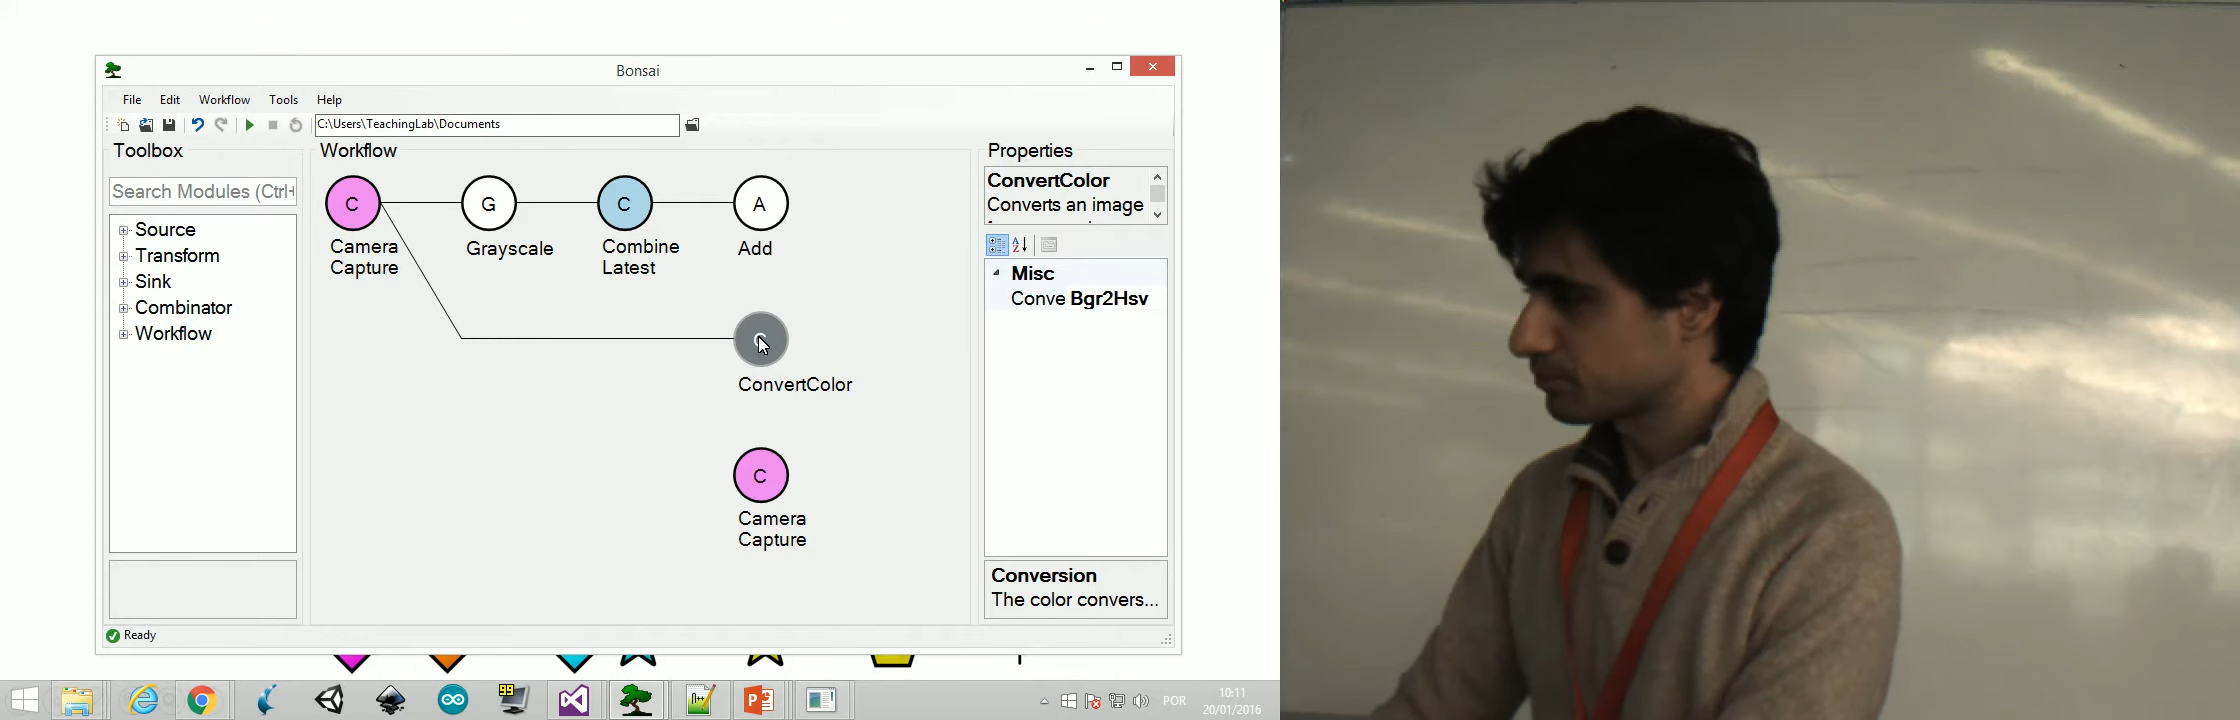 Bonsai
File Edit Workflow Tools Help
C:\Users\TeachingLab\Documents
Toolbox
Search Modules (Ctrl+
Source
Transform
Sink
Combinator
Workflow
Workflow
C G C A
Camera Capture
Grayscale
Combine Latest
Add
C
ConvertColor
C
Camera Capture
Properties
ConvertColor
Converts an image
Misc
Conve Bgr2Hsv
Conversion
The color convers...
Ready
99
POR
10:11
20/01/2016